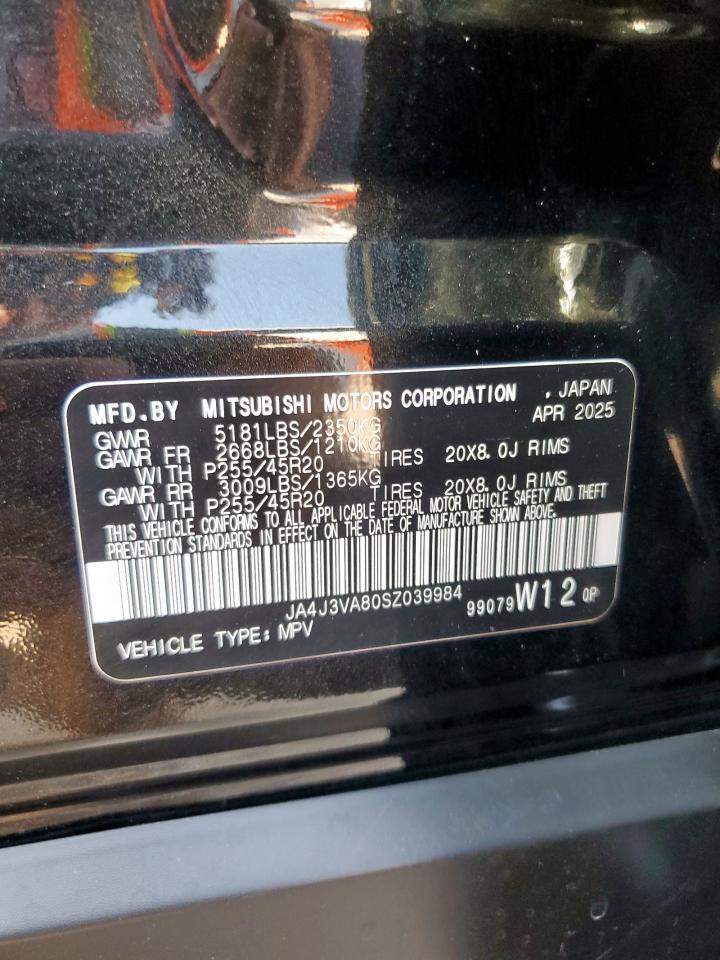 MFD.BY MITSUBISHI MOTORS CORPORATION . JAPAN
APR 2025
GVWR 5181LBS/2350KG
GAWR FR 2668LBS/1210KG
WITH P255/45R20 TIRES 20X8.0J RIMS
GAWR RR 3009LBS/1365KG
WITH P255/45R20 TIRES 20X8.0J RIMS
THIS VEHICLE CONFORMS TO ALL APPLICABLE FEDERAL MOTOR VEHICLE SAFETY AND THEFT
PREVENTION STANDARDS IN EFFECT ON THE DATE OF MANUFACTURE SHOWN ABOVE.
JA4J3VA80SZ039984
99079 W12 OP
VEHICLE TYPE: MPV